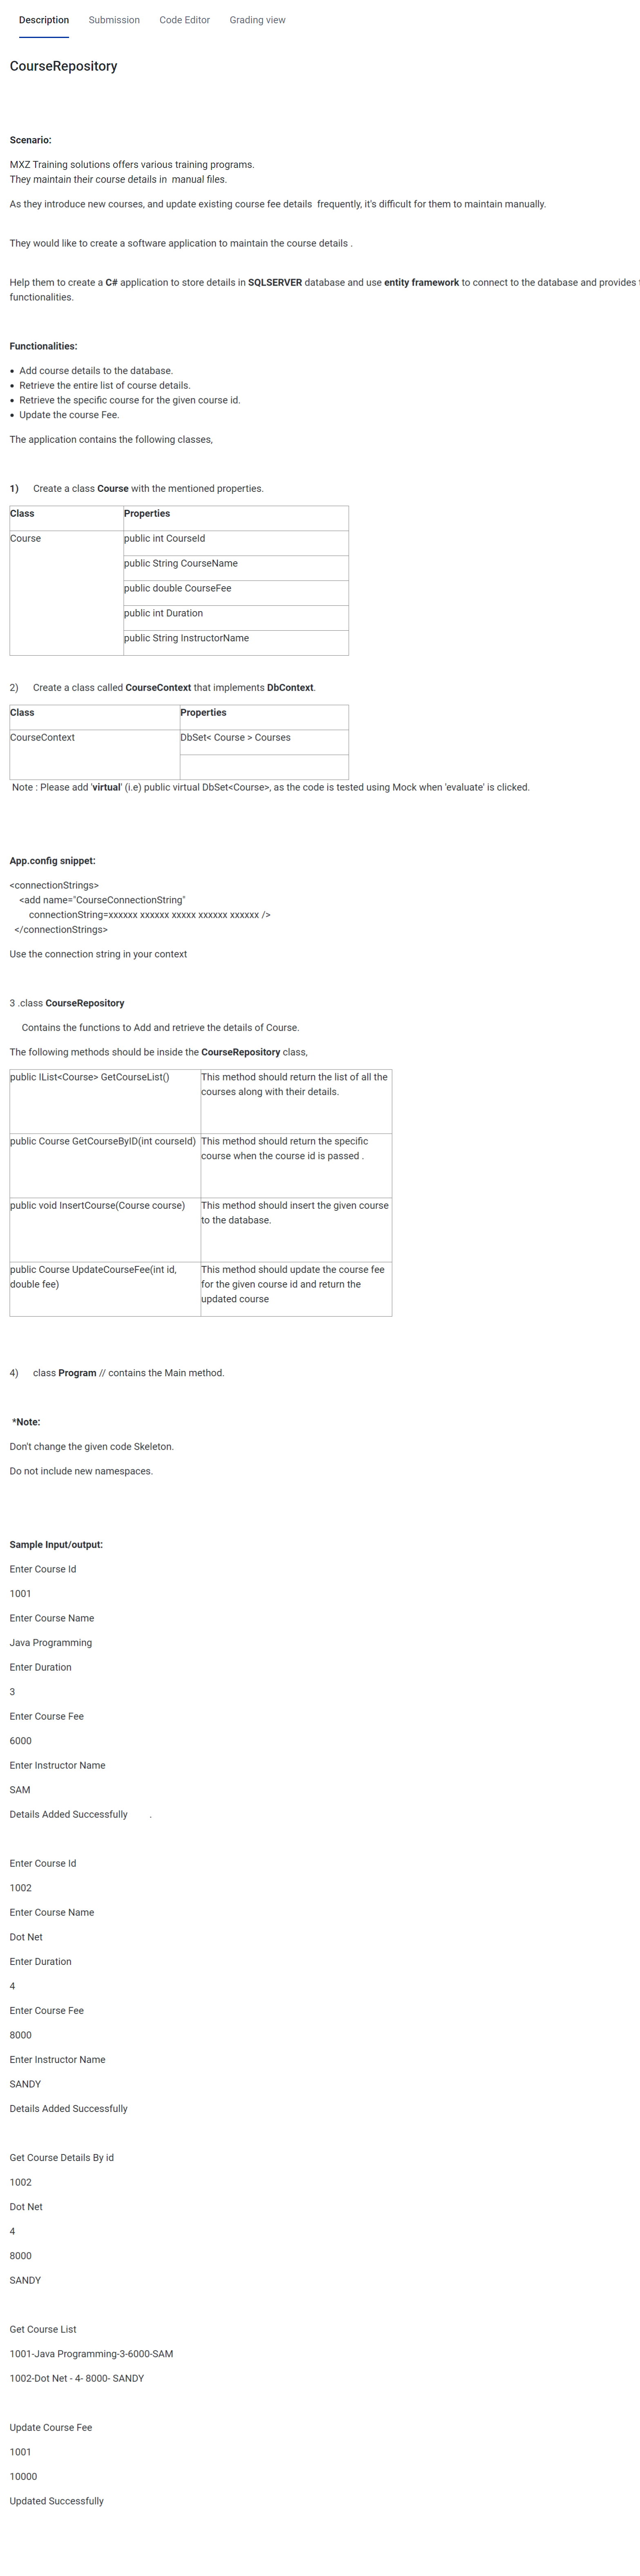 Description Submission Code Editor Grading view
CourseRepository
Scenario:
MXZ Training solutions offers various training programs.
They maintain their course details in  manual files.
As they introduce new courses, and update existing course fee details  frequently, it's difficult for them to maintain manually.
They would like to create a software application to maintain the course details .
Help them to create a C# application to store details in SQLSERVER database and use entity framework to connect to the database and provides
functionalities.
Functionalities:
• Add course details to the database.
• Retrieve the entire list of course details.
• Retrieve the specific course for the given course id.
• Update the course Fee.
The application contains the following classes,
1) Create a class Course with the mentioned properties.
Class Properties
Course public int CourseId
public String CourseName
public double CourseFee
public int Duration
public String InstructorName
2) Create a class called CourseContext that implements DbContext.
Class Properties
CourseContext DbSet< Course > Courses
Note : Please add 'virtual' (i.e) public virtual DbSet<Course>, as the code is tested using Mock when 'evaluate' is clicked.
App.config snippet:
<connectionStrings>
<add name="CourseConnectionString"
connectionString=xxxxxx xxxxxx xxxxx xxxxxx xxxxxx />
</connectionStrings>
Use the connection string in your context
3 .class CourseRepository
Contains the functions to Add and retrieve the details of Course.
The following methods should be inside the CourseRepository class,
public IList<Course> GetCourseList() This method should return the list of all the
courses along with their details.
public Course GetCourseByID(int courseId) This method should return the specific
course when the course id is passed .
public void InsertCourse(Course course) This method should insert the given course
to the database.
public Course UpdateCourseFee(int id, This method should update the course fee
double fee) for the given course id and return the
updated course
4) class Program // contains the Main method.
*Note:
Don't change the given code Skeleton.
Do not include new namespaces.
Sample Input/output:
Enter Course Id
1001
Enter Course Name
Java Programming
Enter Duration
3
Enter Course Fee
6000
Enter Instructor Name
SAM
Details Added Successfully .
Enter Course Id
1002
Enter Course Name
Dot Net
Enter Duration
4
Enter Course Fee
8000
Enter Instructor Name
SANDY
Details Added Successfully
Get Course Details By id
1002
Dot Net
4
8000
SANDY
Get Course List
1001-Java Programming-3-6000-SAM
1002-Dot Net - 4- 8000- SANDY
Update Course Fee
1001
10000
Updated Successfully